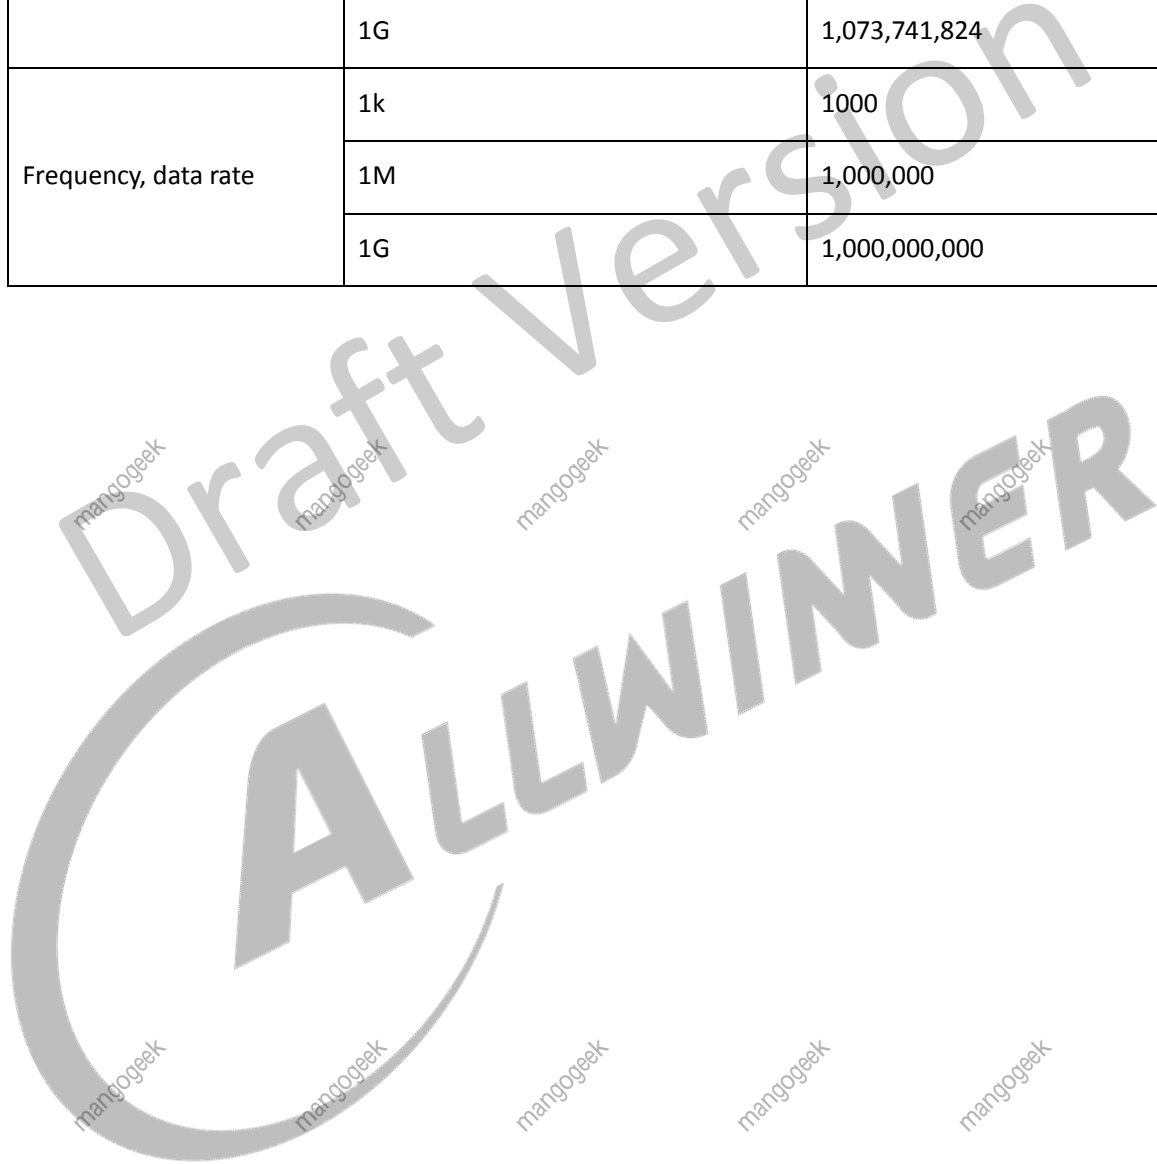 1G 1,073,741,824
1k 1000
Frequency, data rate 1M 1,000,000
1G 1,000,000,000
Draft Version
mangogeek mangogeek mangogeek mangogeek mangogeek
ALLWINNER
mangogeek mangogeek mangogeek mangogeek mangogeek